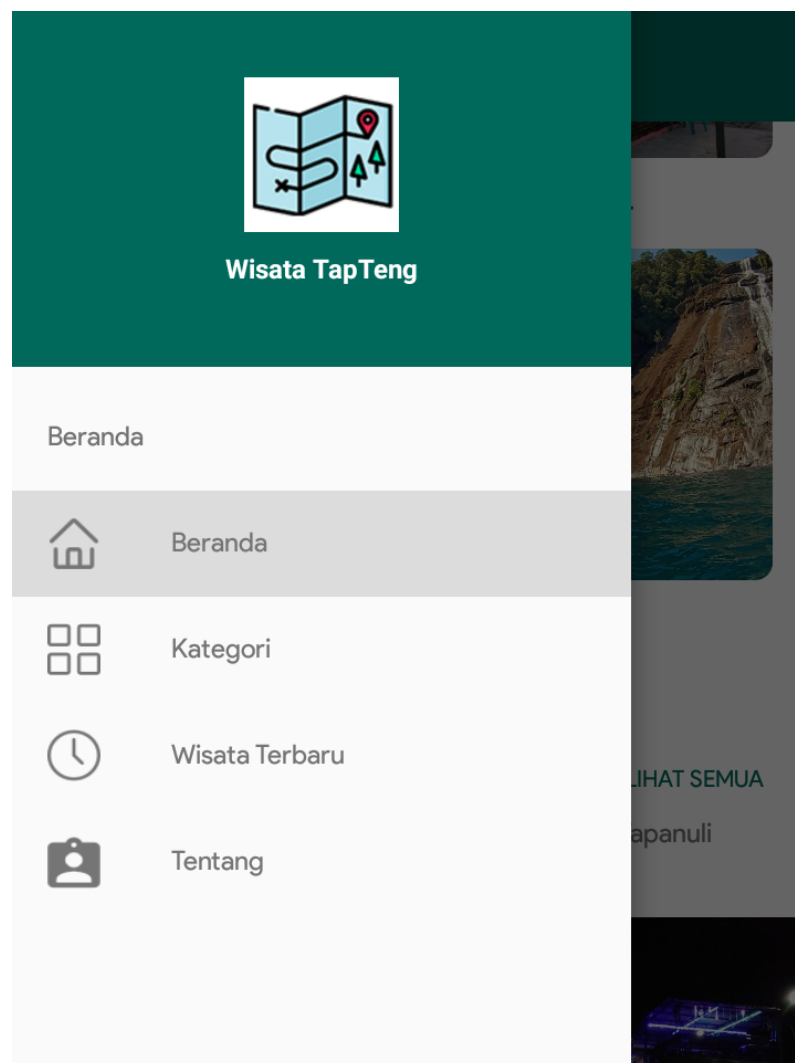 Wisata TapTeng
Beranda
Beranda
Kategori
Wisata Terbaru
Tentang
LIHAT SEMUA
apanuli